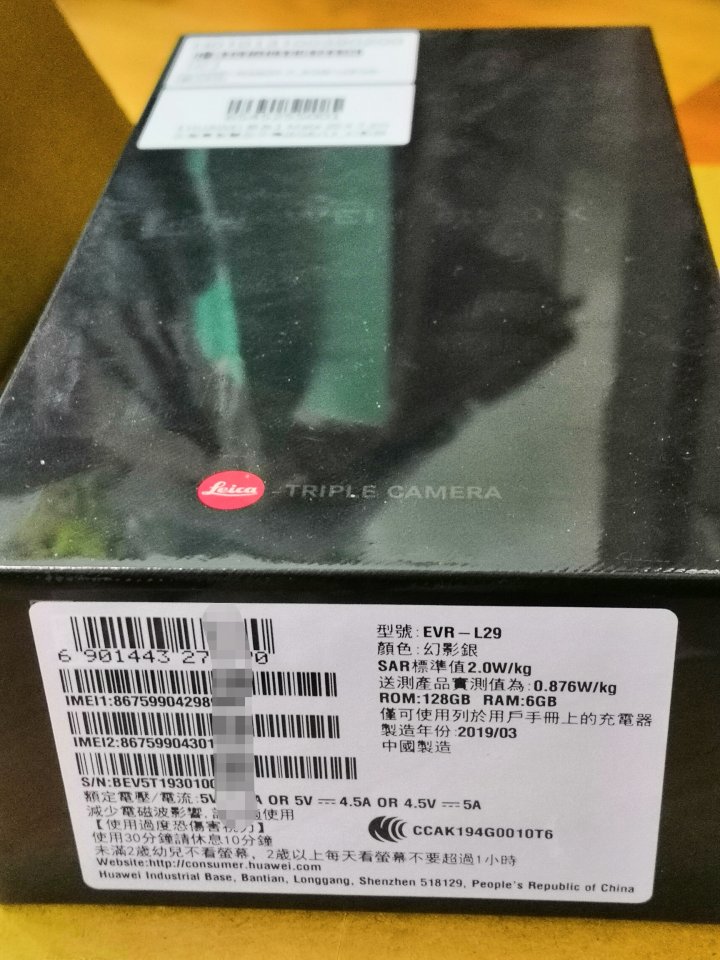 Leica
TRIPLE CAMERA
6 901443 27 0
IMEI1:86759904298
IMEI2:86759904301
S/N:BEV5T1930100
型號:EVR-L29
顏色:幻影銀
SAR標準值2.0W/kg
送測產品實測值為:0.876W/kg
ROM:128GB RAM:6GB
僅可使用列於用戶手冊上的充電器
製造年份:2019/03
中國製造
額定電壓/電流:5V A OR 5V ⎓ 4.5A OR 4.5V ⎓ 5A
減少電磁波影響, 使用
【使用過度恐傷害視力】
使用30分鐘請休息10分鐘
CCAK194G0010T6
未滿2歲幼兒不看螢幕, 2歲以上每天看螢幕不要超過1小時
Website:http://consumer.huawei.com
Huawei Industrial Base, Bantian, Longgang, Shenzhen 518129, People's Republic of China